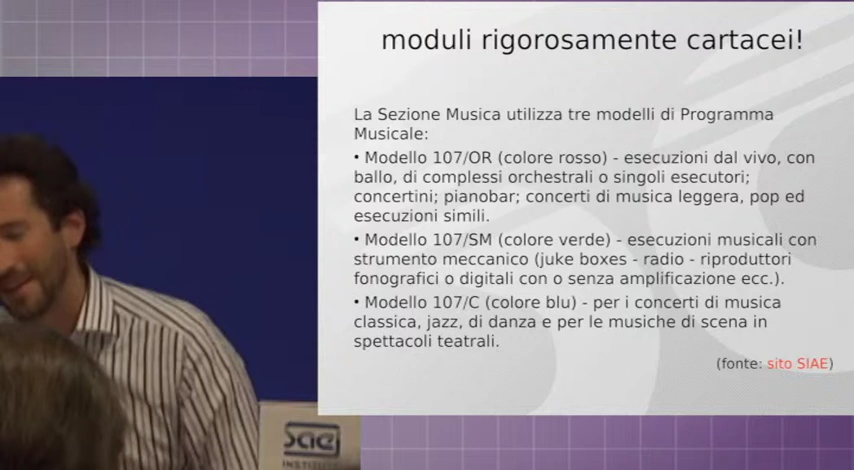 moduli rigorosamente cartacei!
La Sezione Musica utilizza tre modelli di Programma
Musicale:
• Modello 107/OR (colore rosso) - esecuzioni dal vivo, con
ballo, di complessi orchestrali o singoli esecutori;
concertini; pianobar; concerti di musica leggera, pop ed
esecuzioni simili.
• Modello 107/SM (colore verde) - esecuzioni musicali con
strumento meccanico (juke boxes - radio - riproduttori
fonografici o digitali con o senza amplificazione ecc.).
• Modello 107/C (colore blu) - per i concerti di musica
classica, jazz, di danza e per le musiche di scena in
spettacoli teatrali.
(fonte: sito SIAE)
sae
INSTITUTE